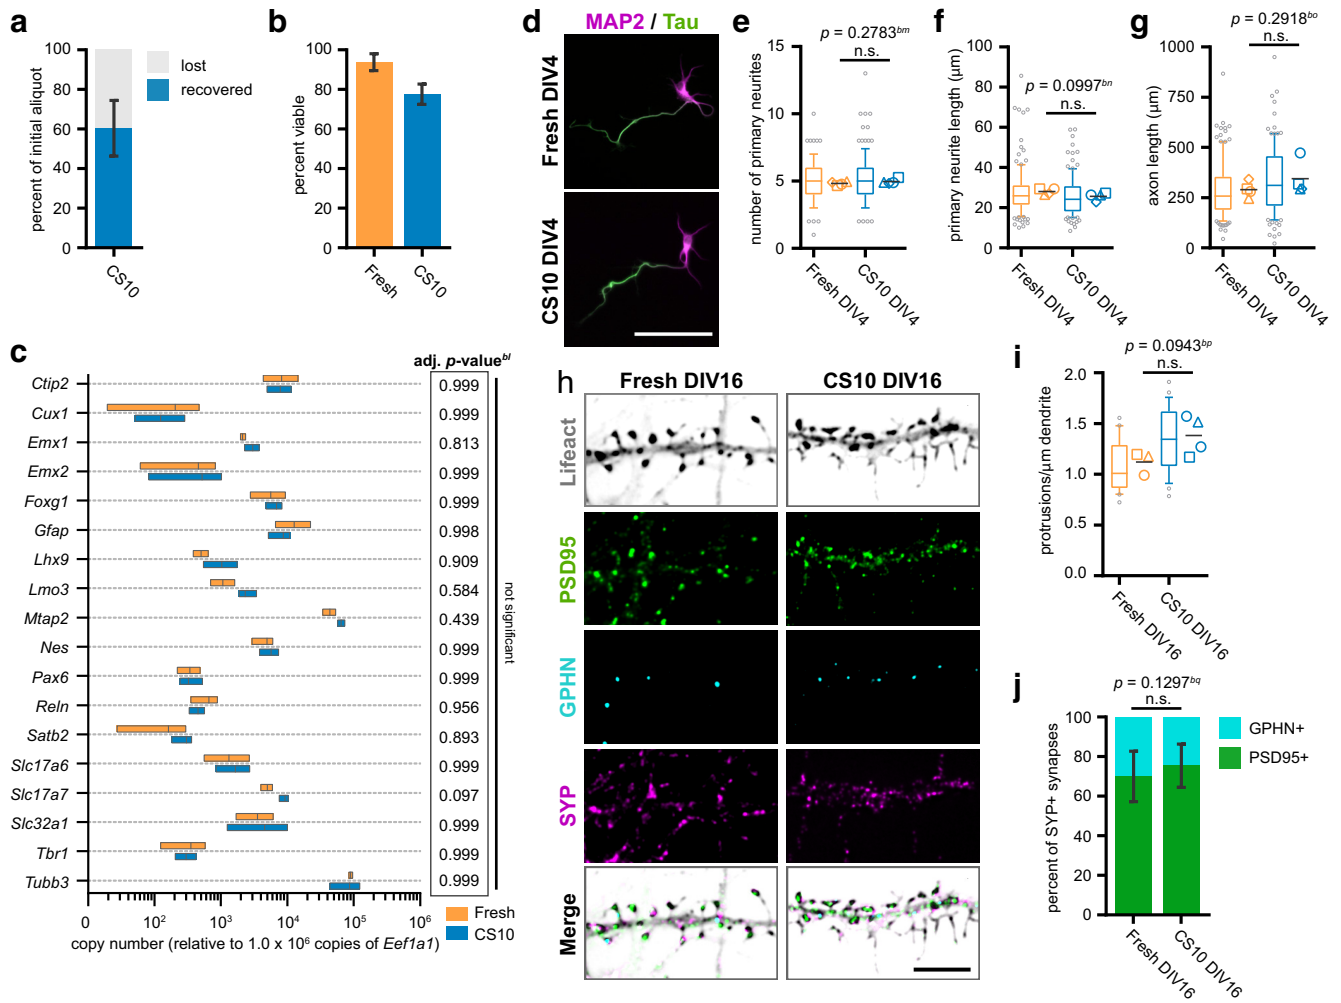 a
percent of initial aliquot
100
80
60
40
20
0
lost
recovered
CS10
b
percent viable
100
80
60
40
20
0
Fresh
CS10
d
MAP2 / Tau
Fresh DIV4
CS10 DIV4
e
p = 0.2783bm
n.s.
number of primary neurites
15
10
5
0
Fresh DIV4
CS10 DIV4
f
p = 0.0997bn
n.s.
primary neurite length (µm)
100
80
60
40
20
0
Fresh DIV4
CS10 DIV4
g
p = 0.2918bo
n.s.
axon length (µm)
1000
750
500
250
0
Fresh DIV4
CS10 DIV4
c
adj. p-valuebl
Ctip2 0.999
Cux1 0.999
Emx1 0.813
Emx2 0.999
Foxg1 0.999
Gfap 0.998
Lhx9 0.909
Lmo3 0.584
Mtap2 0.439
Nes 0.999
Pax6 0.999
Reln 0.956
Satb2 0.893
Slc17a6 0.999
Slc17a7 0.097
Slc32a1 0.999
Tbr1 0.999
Tubb3 0.999
not significant
0 10² 10³ 10⁴ 10⁵ 10⁶
copy number (relative to 1.0 x 10⁶ copies of Eef1a1)
Fresh
CS10
h
Fresh DIV16 CS10 DIV16
Lifeact
PSD95
GPHN
SYP
Merge
i
p = 0.0943bp
n.s.
protrusions/µm dendrite
2.0
1.5
1.0
0.5
0.0
Fresh DIV16
CS10 DIV16
j
p = 0.1297bq
n.s.
percent of SYP+ synapses
100
80
60
40
20
0
GPHN+
PSD95+
Fresh DIV16
CS10 DIV16